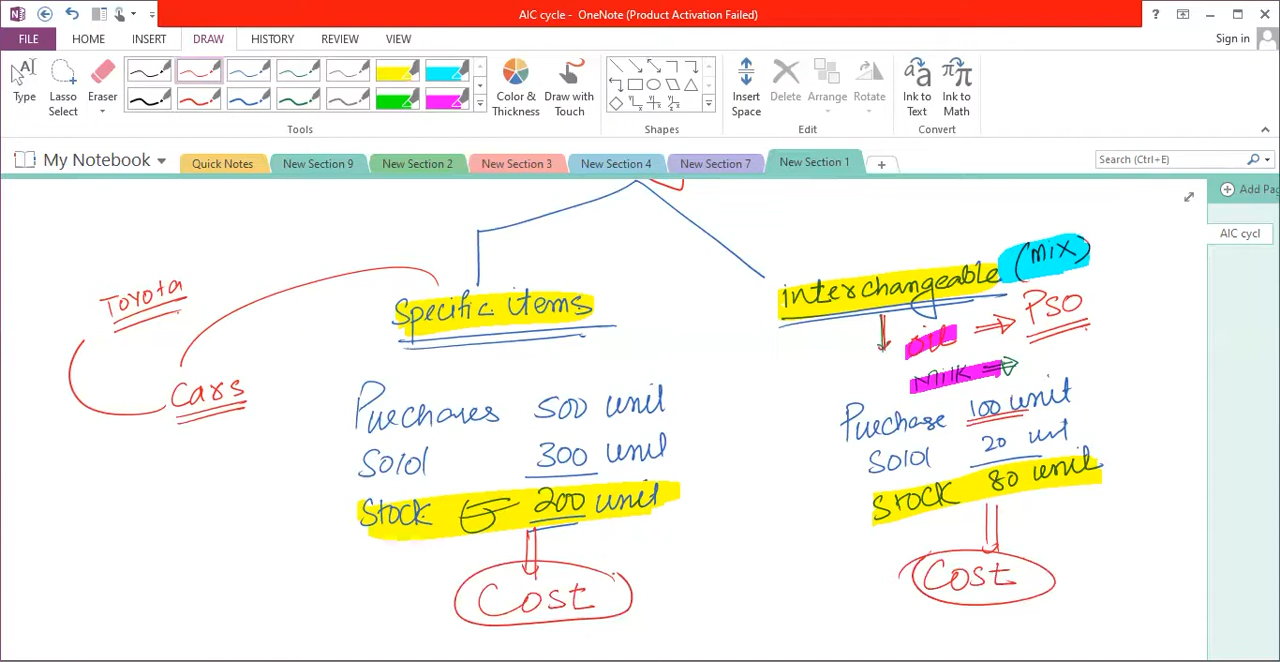 AIC cycle - OneNote (Product Activation Failed)
?
FILE HOME INSERT DRAW HISTORY REVIEW VIEW
Sign in
Type
Lasso Select
Eraser
Color & Thickness
Draw with Touch
Insert Space
Delete
Arrange
Rotate
Ink to Text
Ink to Math
Tools
Shapes
Edit
Convert
My Notebook
Quick Notes
New Section 9
New Section 2
New Section 3
New Section 4
New Section 7
New Section 1
Search (Ctrl+E)
Add Pag
AIC cycl
Toyota
Cars
Specific items
interchangeable (mix)
oil ⇒ PSO
Milk ⇒
Purchases 500 unit
Sold 300 unit
Stock 200 unit
Cost
Purchase 100 unit
Sold 20 unit
Stock 80 unit
Cost